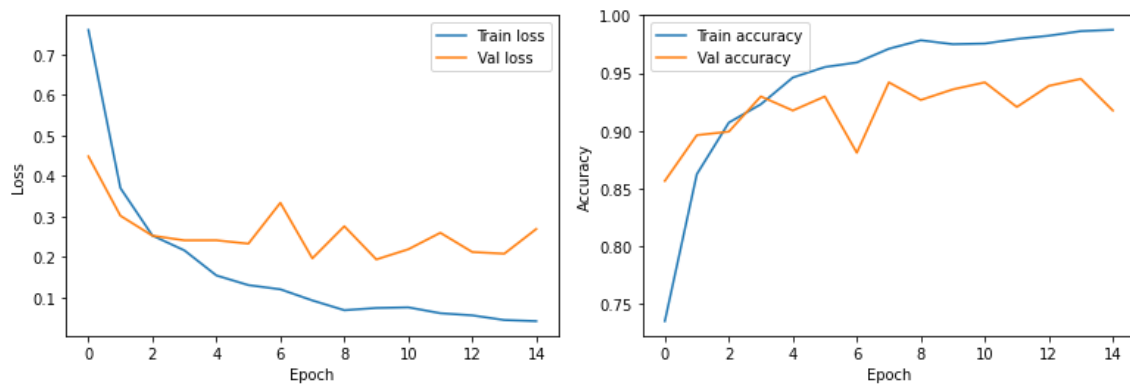 Train loss
Val loss
0.7
0.6
0.5
0.4
0.3
0.2
0.1
Loss
0 2 4 6 8 10 12 14
Epoch
Train accuracy
Val accuracy
1.00
0.95
0.90
0.85
0.80
0.75
Accuracy
0 2 4 6 8 10 12 14
Epoch